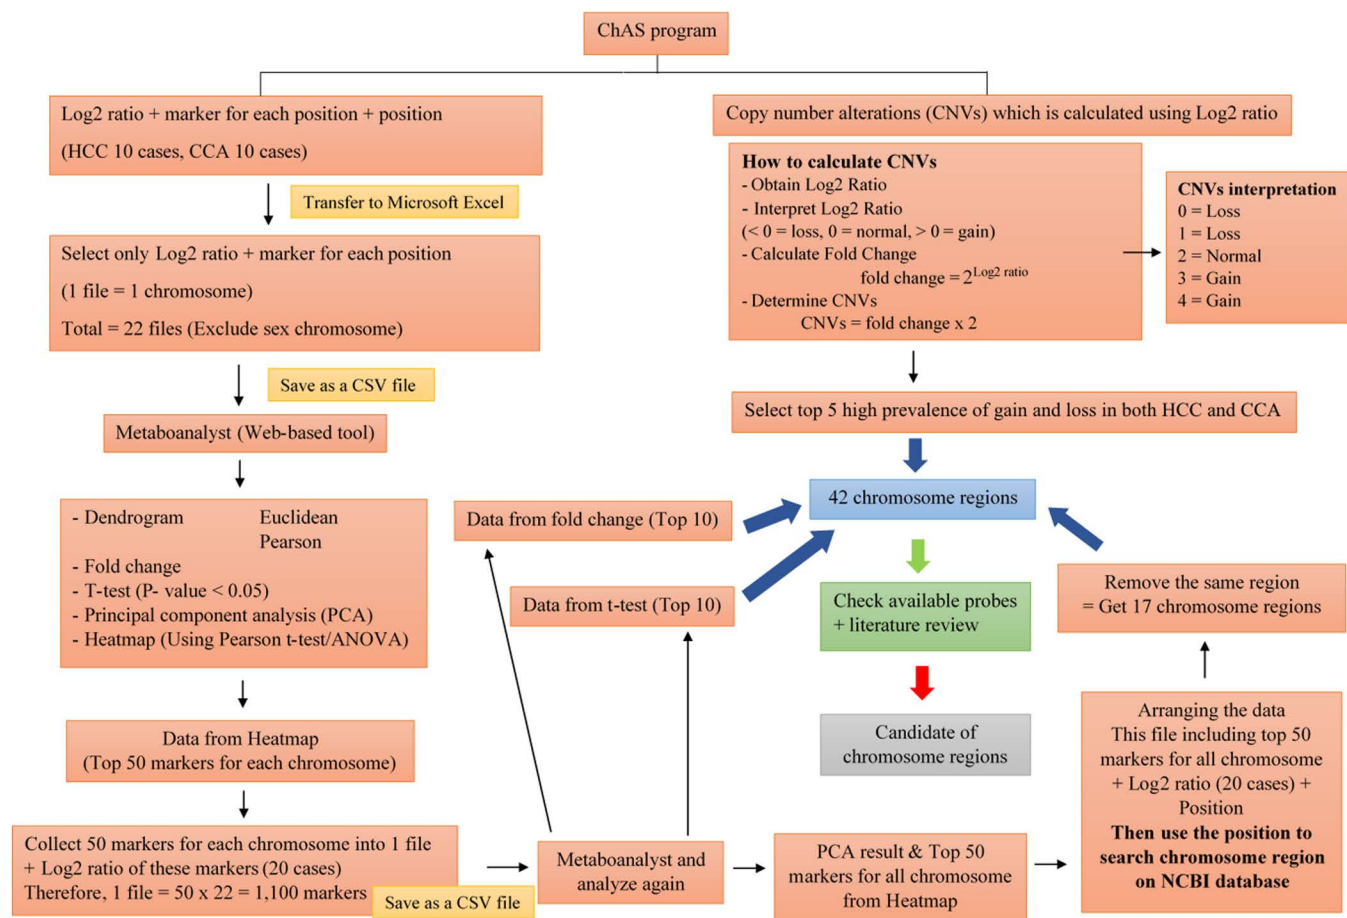 ChAS program
Log2 ratio + marker for each position + position
(HCC 10 cases, CCA 10 cases)
Transfer to Microsoft Excel
Select only Log2 ratio + marker for each position
(1 file = 1 chromosome)
Total = 22 files (Exclude sex chromosome)
Save as a CSV file
Metaboanalyst (Web-based tool)
- Dendrogram Euclidean
Pearson
- Fold change
- T-test (P- value < 0.05)
- Principal component analysis (PCA)
- Heatmap (Using Pearson t-test/ANOVA)
Data from Heatmap
(Top 50 markers for each chromosome)
Collect 50 markers for each chromosome into 1 file
+ Log2 ratio of these markers (20 cases)
Therefore, 1 file = 50 x 22 = 1,100 markers
Save as a CSV file
Metaboanalyst and
analyze again
Data from fold change (Top 10)
Data from t-test (Top 10)
PCA result & Top 50
markers for all chromosome
from Heatmap
Arranging the data
This file including top 50
markers for all chromosome
+ Log2 ratio (20 cases) +
Position
Then use the position to
search chromosome region
on NCBI database
Remove the same region
= Get 17 chromosome regions
Copy number alterations (CNVs) which is calculated using Log2 ratio
How to calculate CNVs
- Obtain Log2 Ratio
- Interpret Log2 Ratio
(< 0 = loss, 0 = normal, > 0 = gain)
- Calculate Fold Change
fold change = 2^Log2 ratio
- Determine CNVs
CNVs = fold change x 2
CNVs interpretation
0 = Loss
1 = Loss
2 = Normal
3 = Gain
4 = Gain
Select top 5 high prevalence of gain and loss in both HCC and CCA
42 chromosome regions
Check available probes
+ literature review
Candidate of
chromosome regions